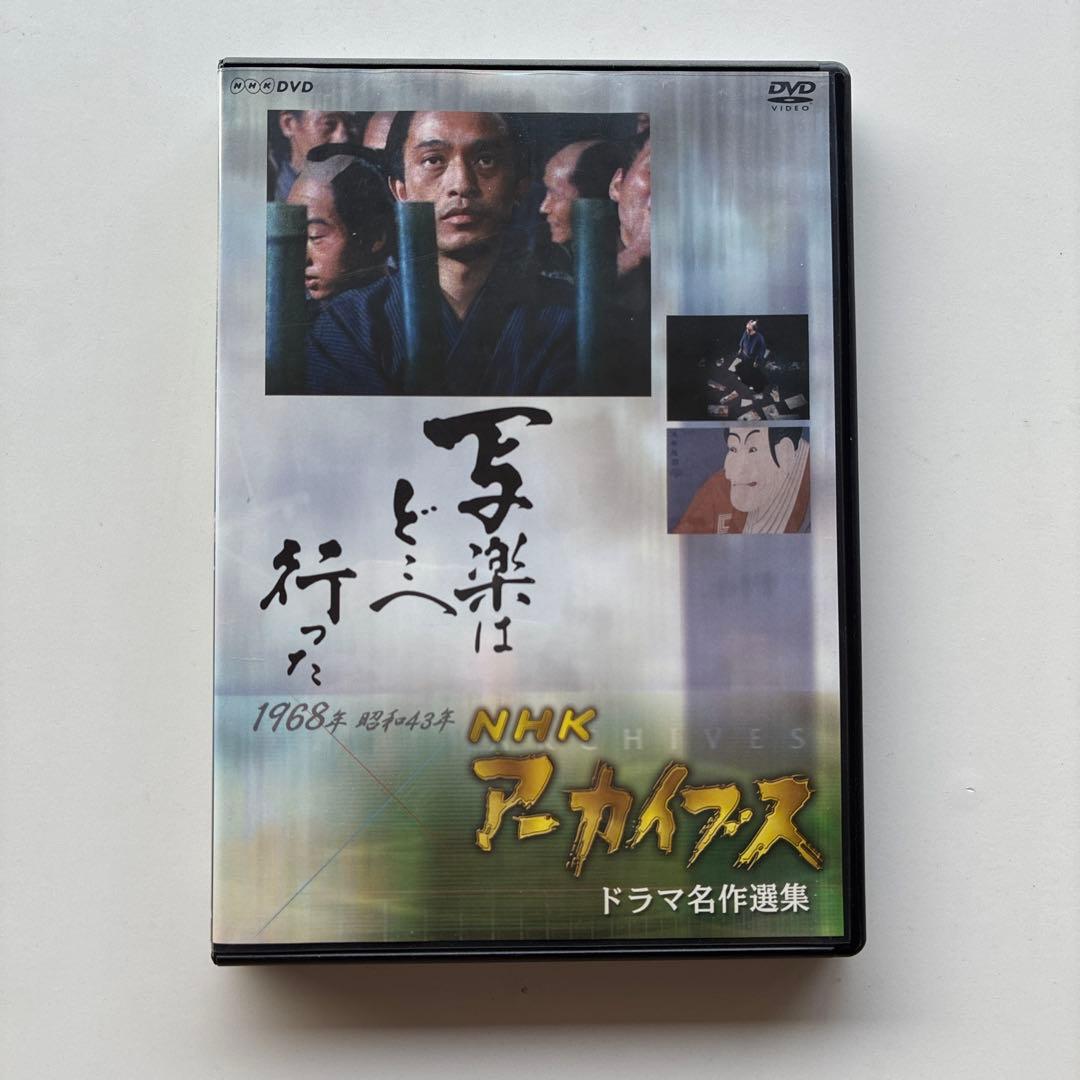 NHK DVD
DVD
VIDEO
写楽は
どこへ
行った
1968年 昭和43年
ARCHIVES
NHK
アーカイブス
ドラマ名作選集